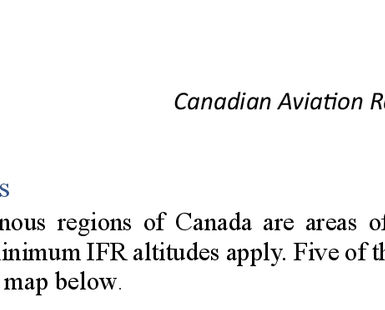 Canadian Aviation R
s
nous regions of Canada are areas of
inimum IFR altitudes apply. Five of th
map below.